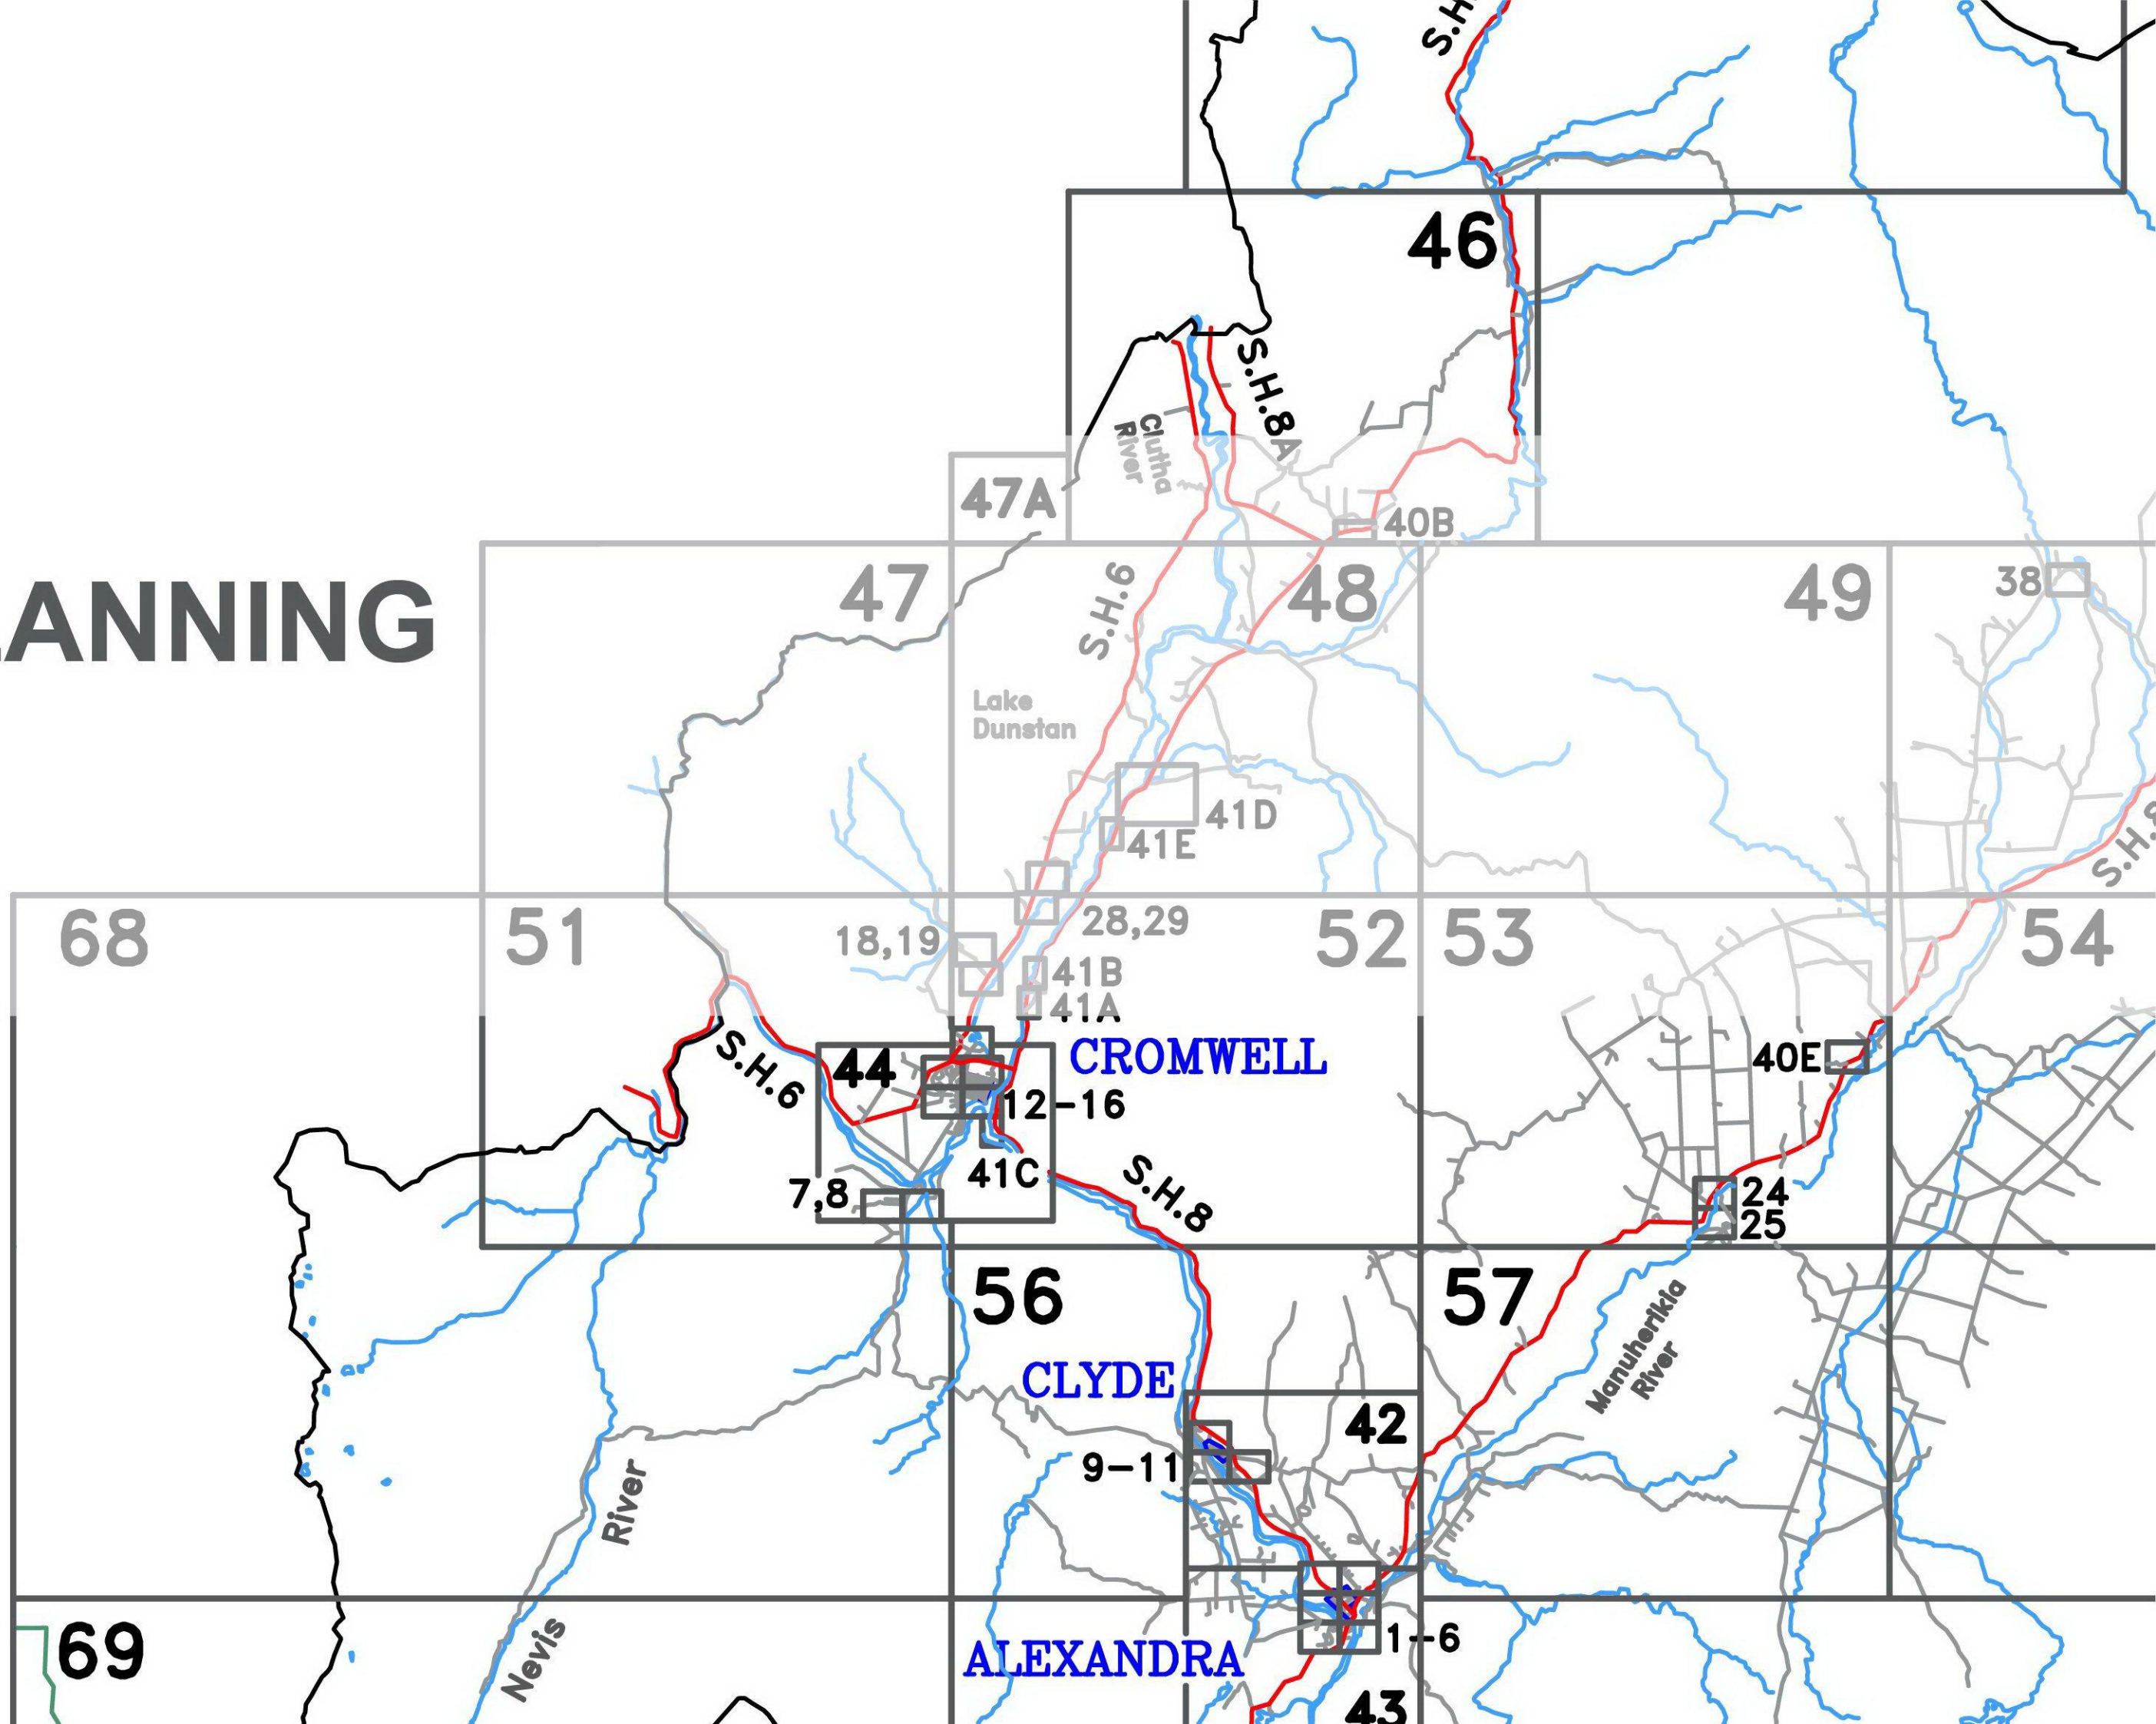 S.H.
46
S.H.8A
Clutha
River
47A
40B
ANNING
47
S.H.6
48
49
38
Lake
Dunstan
41D
41E
S.H.
68
51
18,19
28,29
52
53
54
41B
41A
S.H.6
44
CROMWELL
40E
12-16
41C
7,8
S.H.8
24
25
56
57
Manuherikia
River
CLYDE
42
9-11
Nevis River
69
ALEXANDRA
1-6
43